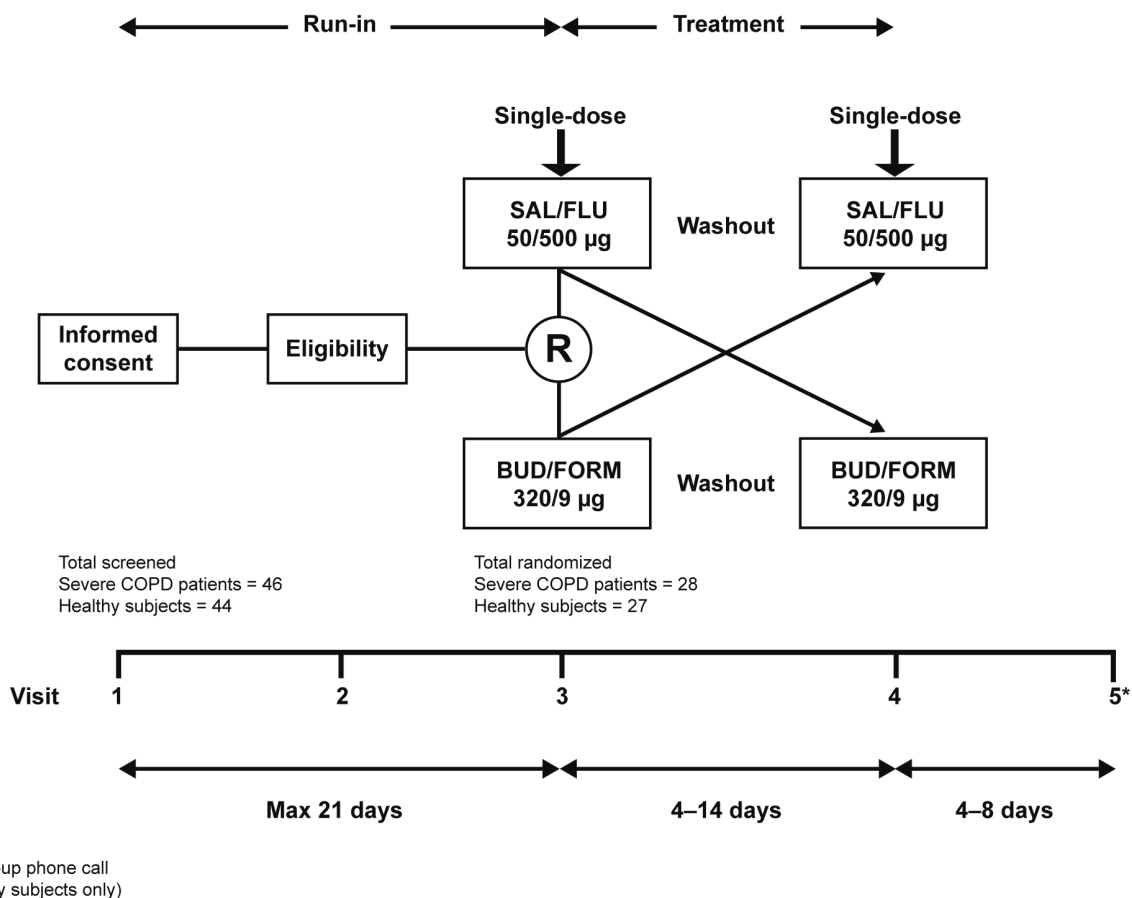 Run-in
Treatment
Single-dose
Single-dose
SAL/FLU
50/500 µg
Washout
SAL/FLU
50/500 µg
Informed
consent
Eligibility
R
BUD/FORM
320/9 µg
Washout
BUD/FORM
320/9 µg
Total screened
Severe COPD patients = 46
Healthy subjects = 44
Total randomized
Severe COPD patients = 28
Healthy subjects = 27
Visit 1 2 3 4 5*
Max 21 days
4–14 days
4–8 days
-up phone call
subjects only)